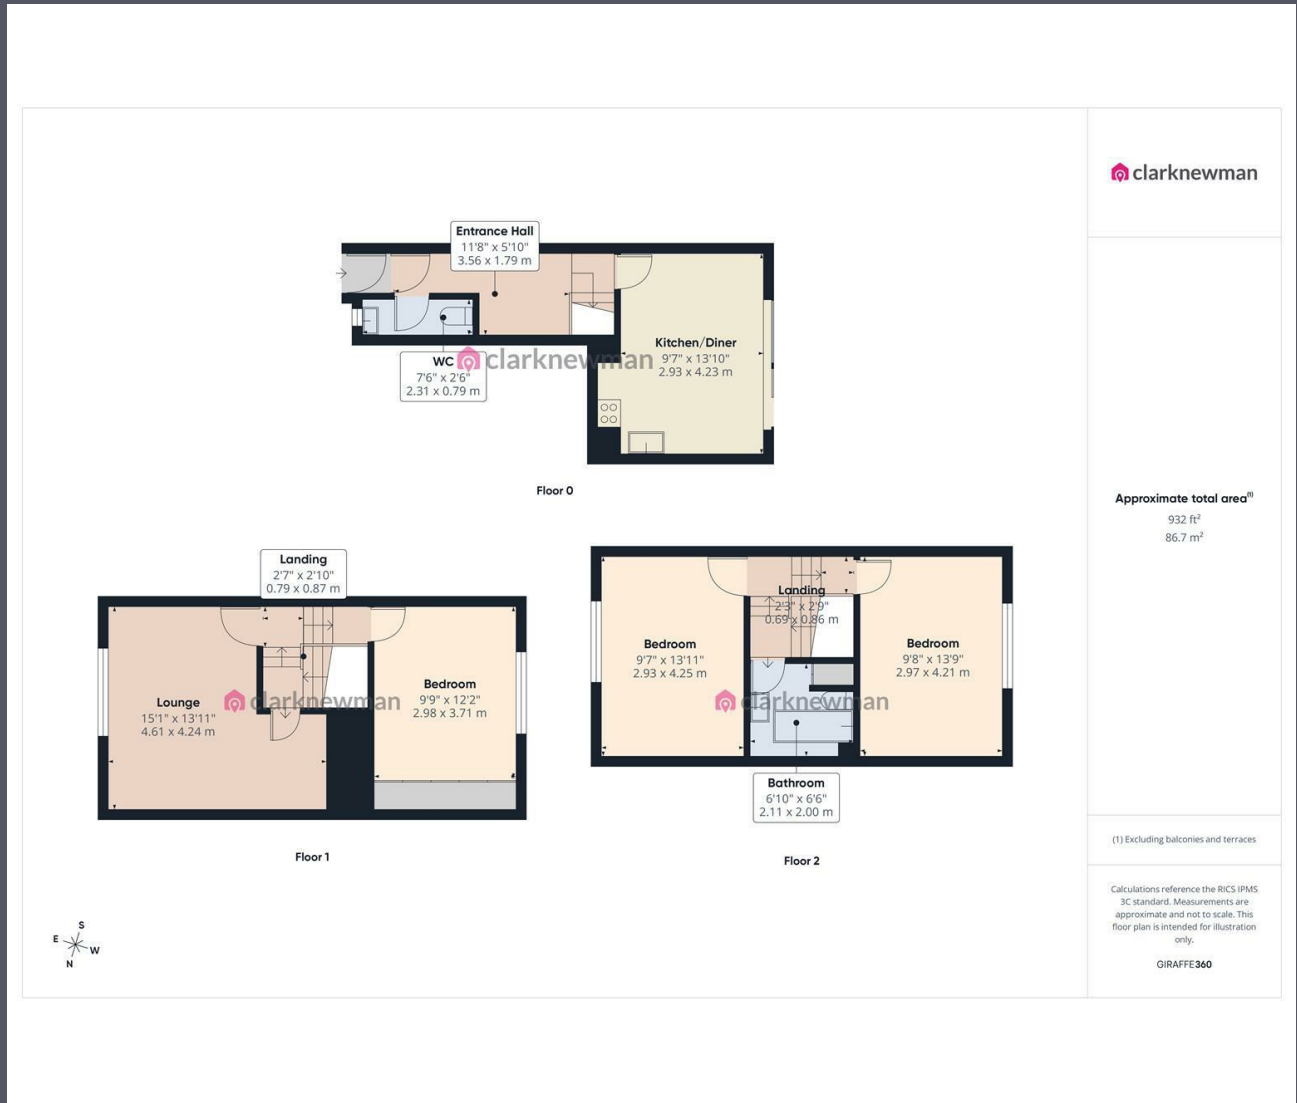 clarknewman
Entrance Hall
11'8" x 5'10"
3.56 x 1.79 m
WC
7'6" x 2'6"
2.31 x 0.79 m
clarknewman
Kitchen/Diner
9'7" x 13'10"
2.93 x 4.23 m
Floor 0
Landing
2'7" x 2'10"
0.79 x 0.87 m
Lounge
15'1" x 13'11"
4.61 x 4.24 m
clarknewman
Bedroom
9'9" x 12'2"
2.98 x 3.71 m
Floor 1
Landing
2'3" x 2'9"
0.69 x 0.86 m
Bedroom
9'7" x 13'11"
2.93 x 4.25 m
Bedroom
9'8" x 13'9"
2.97 x 4.21 m
clarknewman
Bathroom
6'10" x 6'6"
2.11 x 2.00 m
Floor 2
S
E
W
N
Approximate total area(1)
932 ft²
86.7 m²
(1) Excluding balconies and terraces
Calculations reference the RICS IPMS
3C standard. Measurements are
approximate and not to scale. This
floor plan is intended for illustration
only.
GIRAFFE360